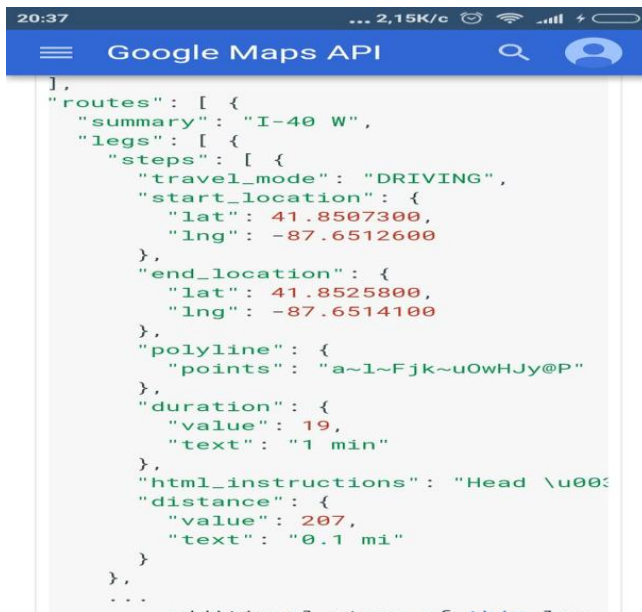 20:37 ... 2,15K/c
Google Maps API
],
"routes": [ {
"summary": "I-40 W",
"legs": [ {
"steps": [ {
"travel_mode": "DRIVING",
"start_location": {
"lat": 41.8507300,
"lng": -87.6512600
},
"end_location": {
"lat": 41.8525800,
"lng": -87.6514100
},
"polyline": {
"points": "a~l~Fjk~uOwHJy@P"
},
"duration": {
"value": 19,
"text": "1 min"
},
"html_instructions": "Head \u003
"distance": {
"value": 207,
"text": "0.1 mi"
}
},
...